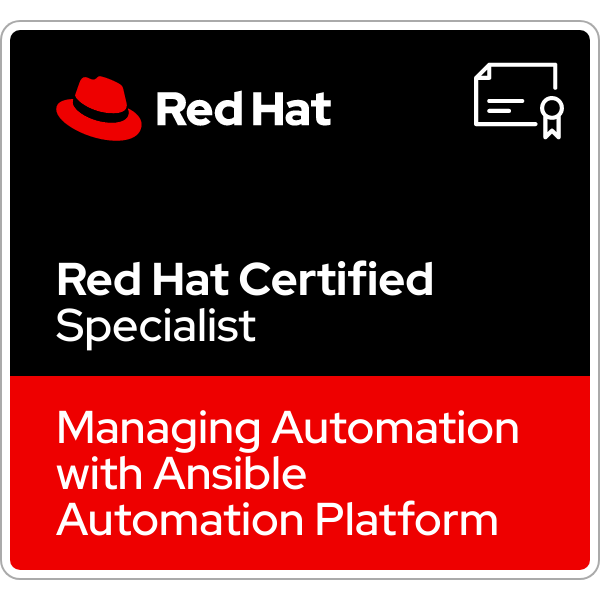 Red Hat
Red Hat Certified
Specialist
Managing Automation
with Ansible
Automation Platform